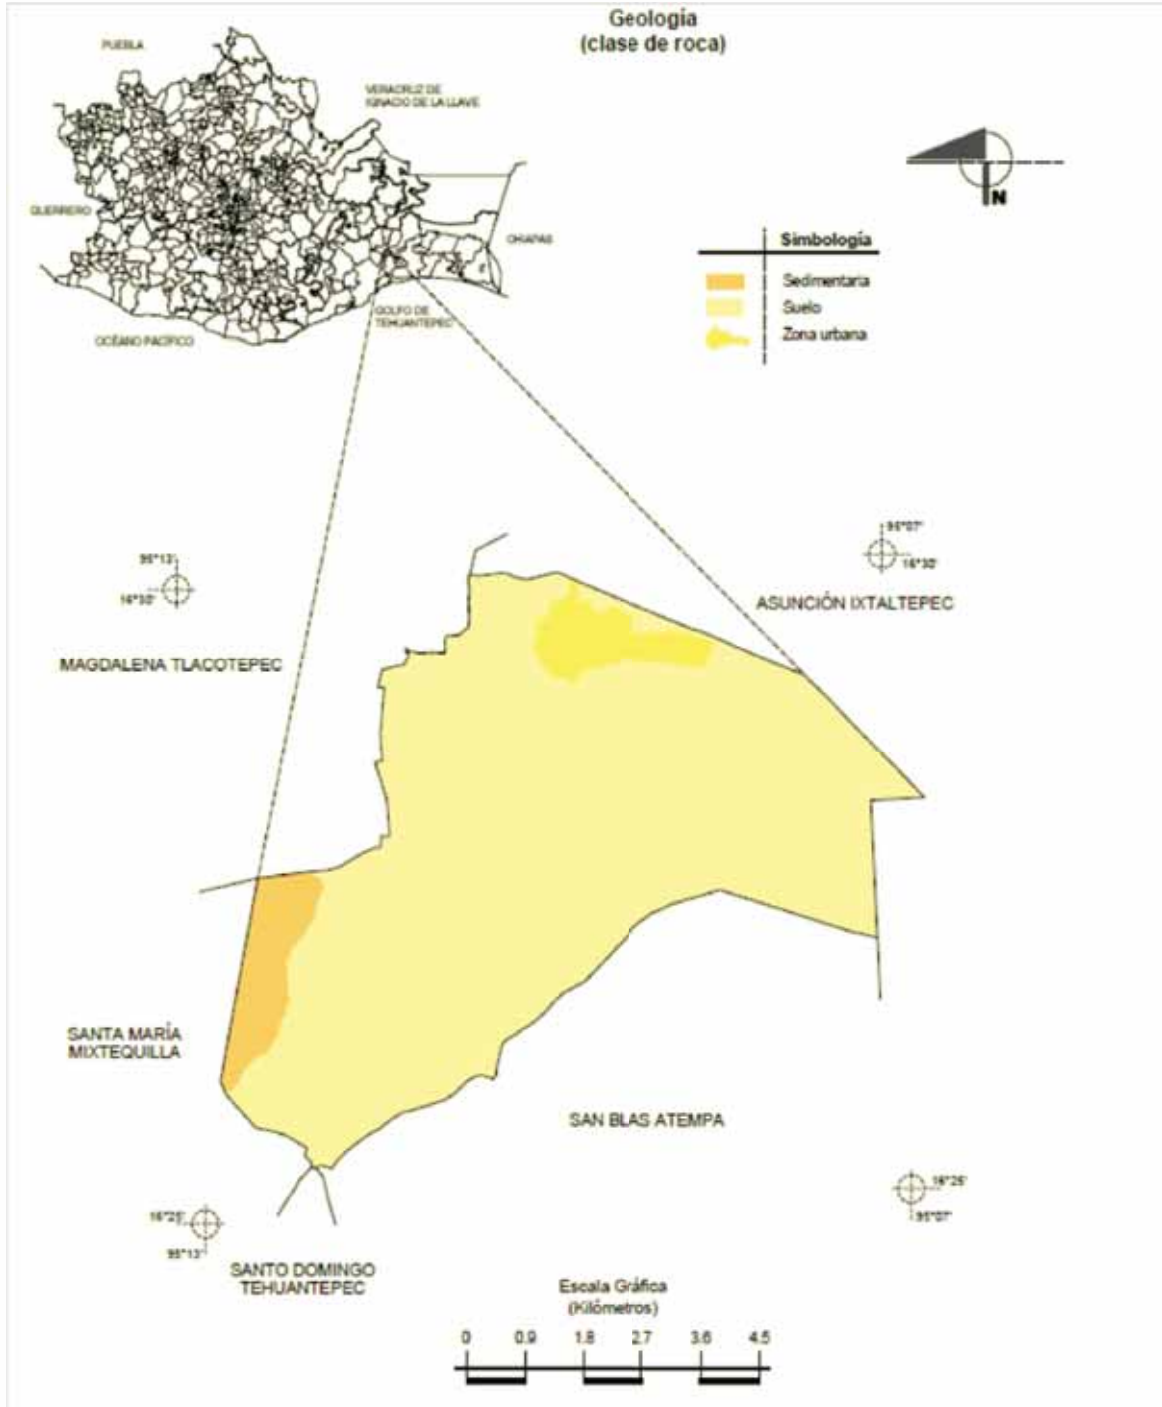 Geología
(clase de roca)
PUEBLA
VERACRUZ DE
IGNACIO DE LA LLAVE
GUERRERO
CHIAPAS
GOLFO DE
TEHUANTEPEC
OCÉANO PACÍFICO
N
Simbología
Sedimentaria
Suelo
Zona urbana
95°13'
16°30'
95°07'
16°30'
ASUNCIÓN IXTALTEPEC
MAGDALENA TLACOTEPEC
SANTA MARÍA
MIXTEQUILLA
SAN BLAS ATEMPA
16°25'
95°07'
16°25'
95°13'
SANTO DOMINGO
TEHUANTEPEC
Escala Gráfica
(Kilómetros)
0 0.9 1.8 2.7 3.6 4.5